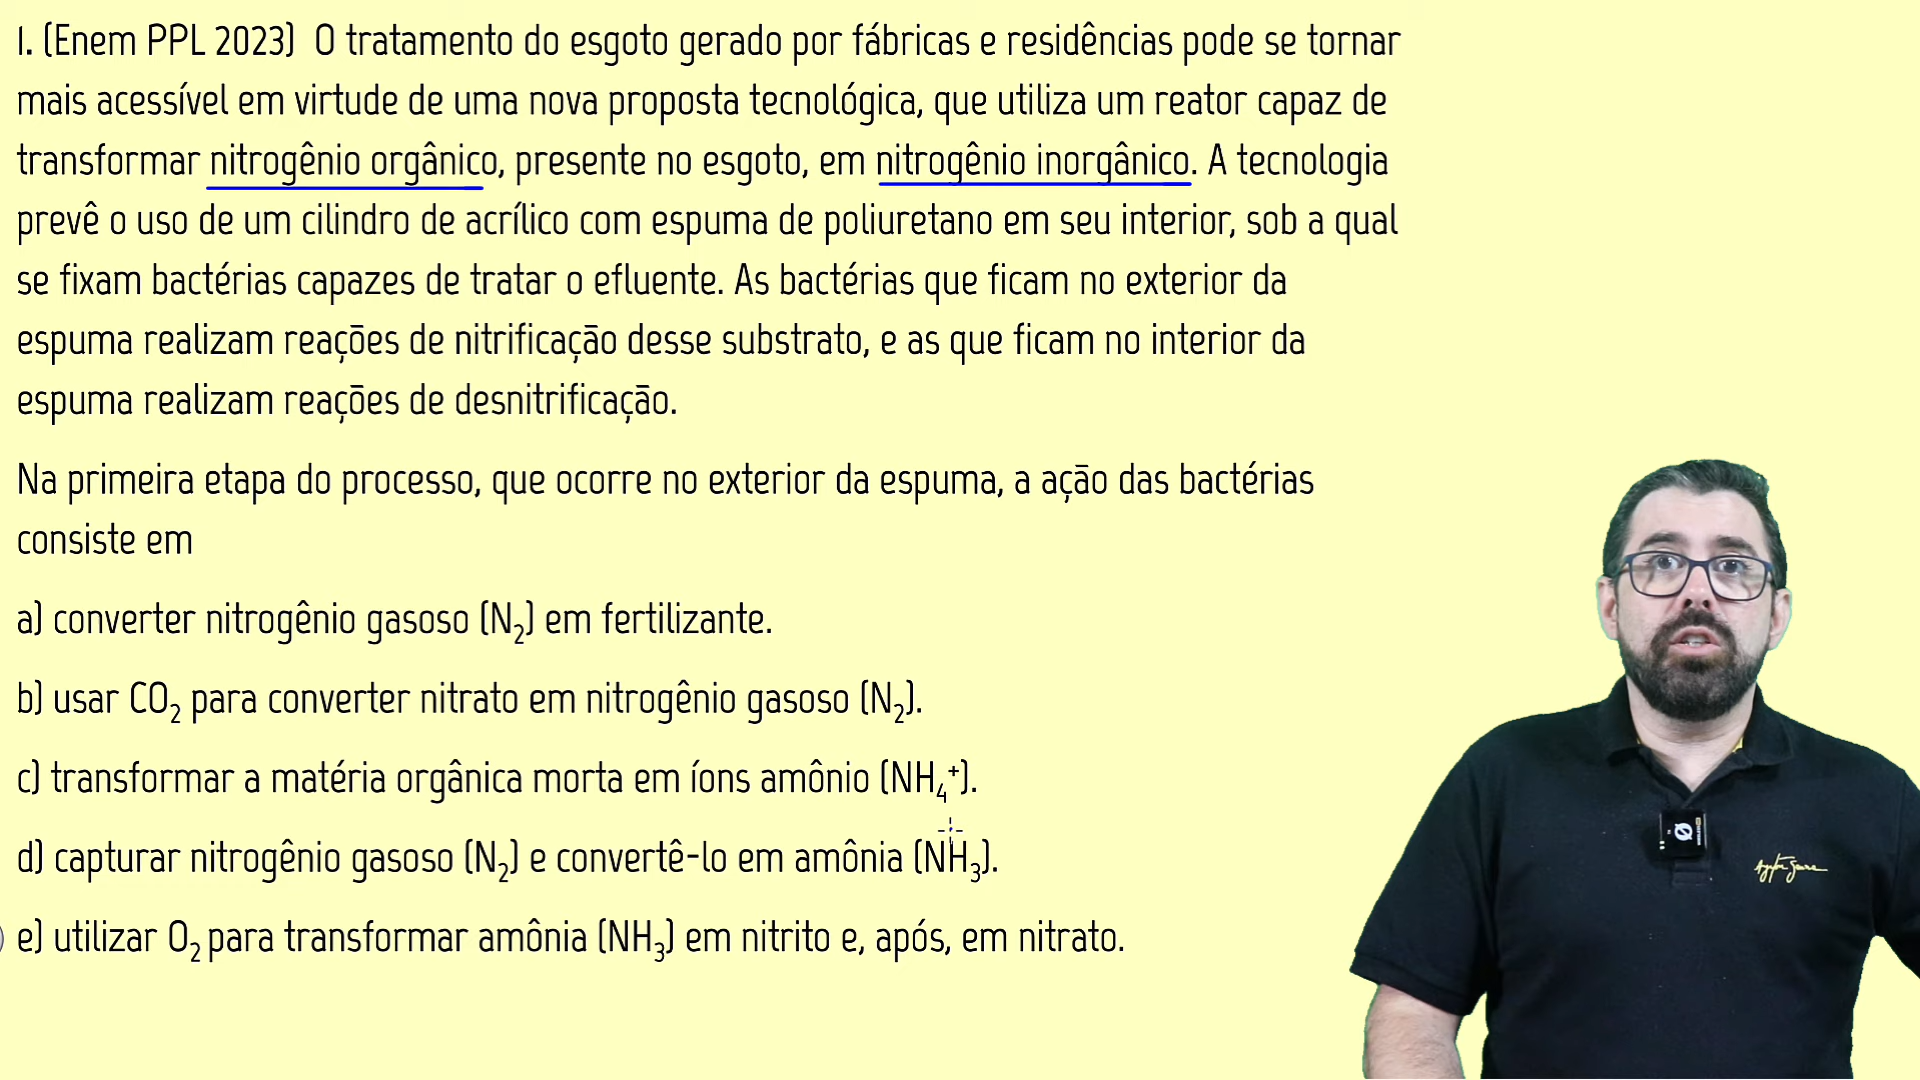 1. (Enem PPL 2023) O tratamento do esgoto gerado por fábricas e residências pode se tornar
mais acessível em virtude de uma nova proposta tecnológica, que utiliza um reator capaz de
transformar nitrogênio orgânico, presente no esgoto, em nitrogênio inorgânico. A tecnologia
prevê o uso de um cilindro de acrílico com espuma de poliuretano em seu interior, sob a qual
se fixam bactérias capazes de tratar o efluente. As bactérias que ficam no exterior da
espuma realizam reações de nitrificação desse substrato, e as que ficam no interior da
espuma realizam reações de desnitrificação.
Na primeira etapa do processo, que ocorre no exterior da espuma, a ação das bactérias
consiste em
a) converter nitrogênio gasoso (N₂) em fertilizante.
b) usar CO₂ para converter nitrato em nitrogênio gasoso (N₂).
c) transformar a matéria orgânica morta em íons amônio (NH₄⁺).
d) capturar nitrogênio gasoso (N₂) e convertê-lo em amônia (NH₃).
e) utilizar O₂ para transformar amônia (NH₃) em nitrito e, após, em nitrato.